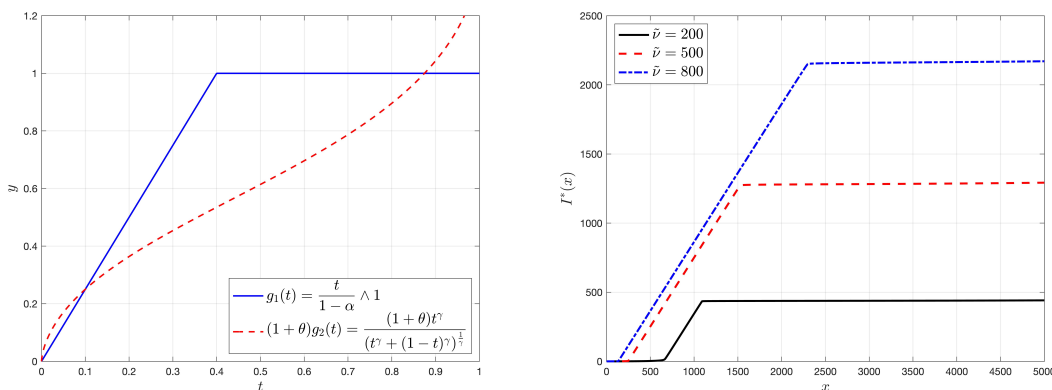 1.2
1
0.8
0.6
0.4
0.2
0
y
0 0.1 0.2 0.3 0.4 0.5 0.6 0.7 0.8 0.9 1
t
g₁(t) = t/(1 − α) ∧ 1
(1 + θ)g₂(t) = (1 + θ)t^γ/(t^γ + (1 − t)^γ)^(1/γ)
2500
2000
1500
1000
500
0
I*(x)
0 500 1000 1500 2000 2500 3000 3500 4000 4500 5000
x
ν̃ = 200
ν̃ = 500
ν̃ = 800